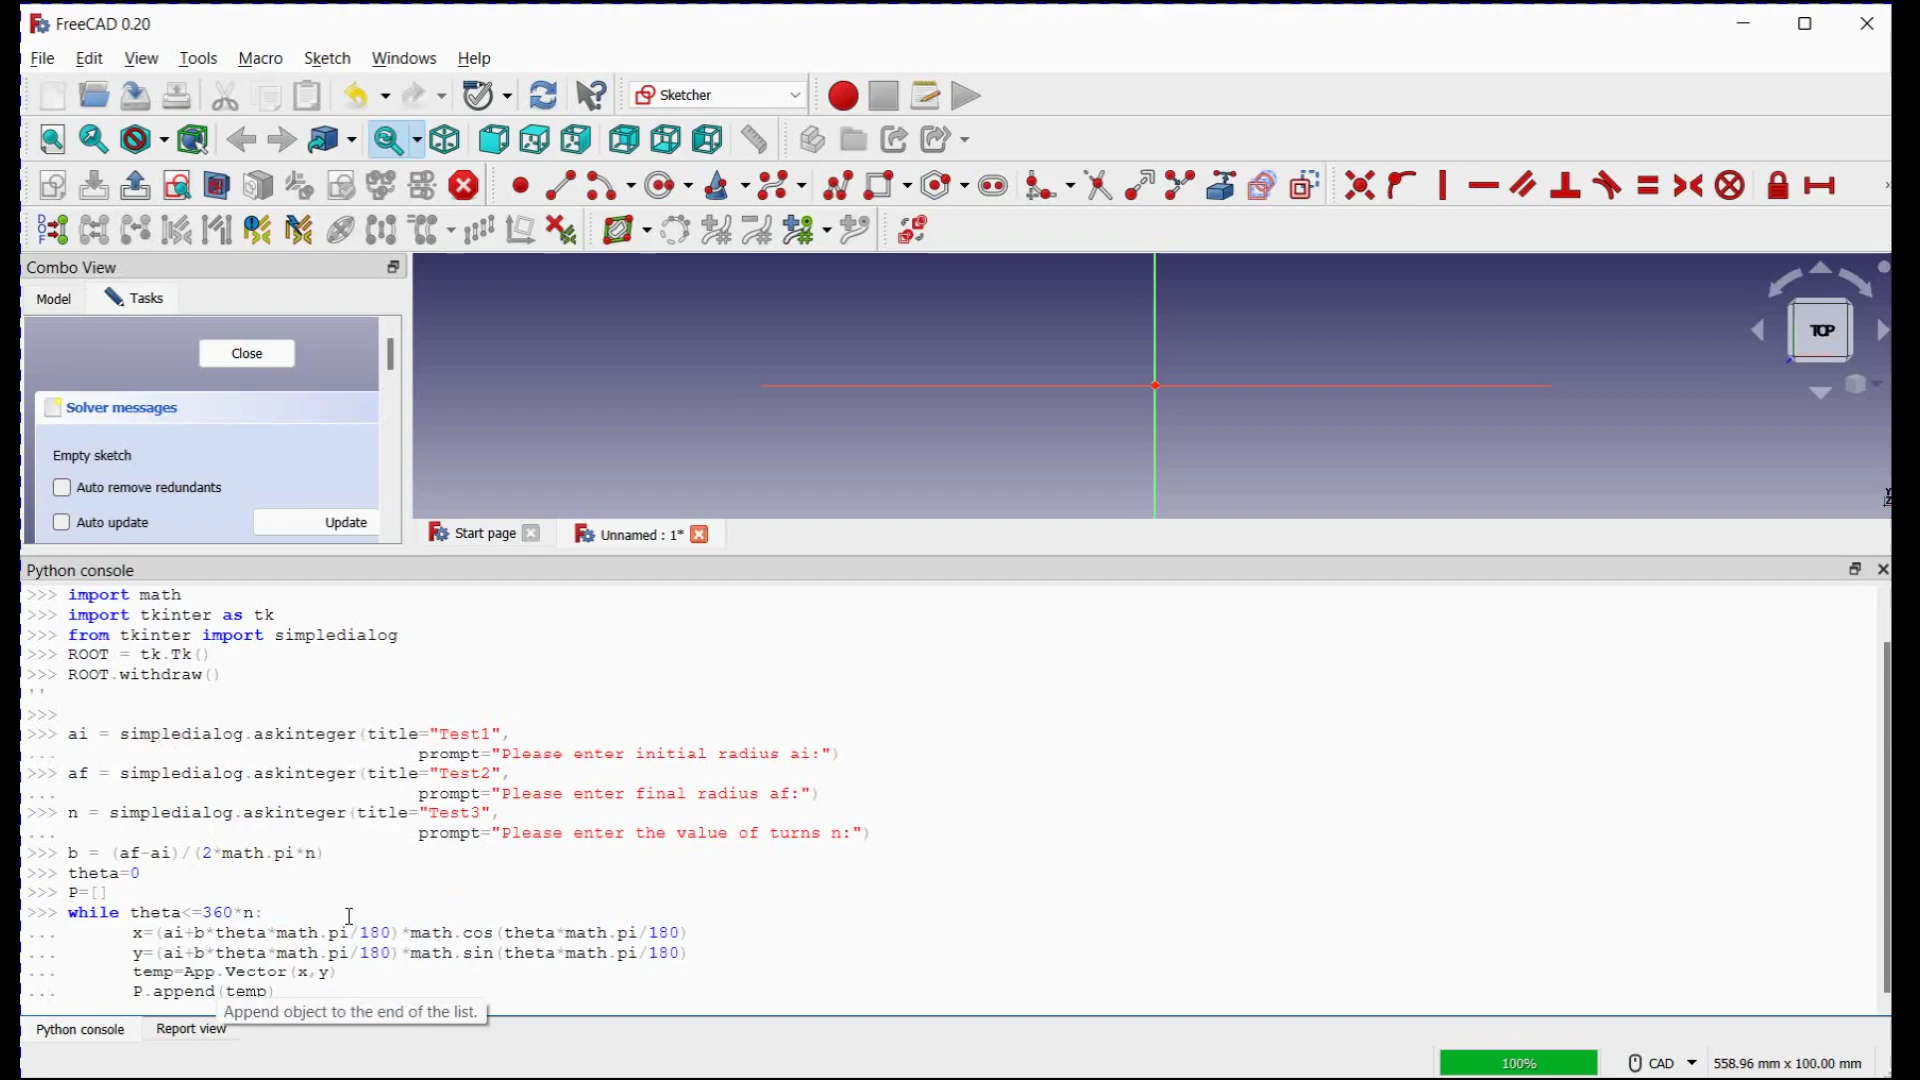 FreeCAD 0.20
File Edit View Tools Macro Sketch Windows Help
Sketcher
Combo View
Model Tasks
TOP
Close
Solver messages
Empty sketch
Auto remove redundants
Auto update Update
Start page Unnamed : 1*
Python console
>>> import math
>>> import tkinter as tk
>>> from tkinter import simpledialog
>>> ROOT = tk.Tk()
>>> ROOT.withdraw()
''
>>>
>>> ai = simpledialog.askinteger(title="Test1",
... prompt="Please enter initial radius ai:")
>>> af = simpledialog.askinteger(title="Test2",
... prompt="Please enter final radius af:")
>>> n = simpledialog.askinteger(title="Test3",
... prompt="Please enter the value of turns n:")
>>> b = (af-ai)/(2*math.pi*n)
>>> theta=0
>>> P=[]
>>> while theta<=360*n:
... x=(ai+b*theta*math.pi/180)*math.cos(theta*math.pi/180)
... y=(ai+b*theta*math.pi/180)*math.sin(theta*math.pi/180)
... temp=App.Vector(x,y)
... P.append(temp)
Append object to the end of the list.
Python console Report view
100% CAD 558.96 mm x 100.00 mm